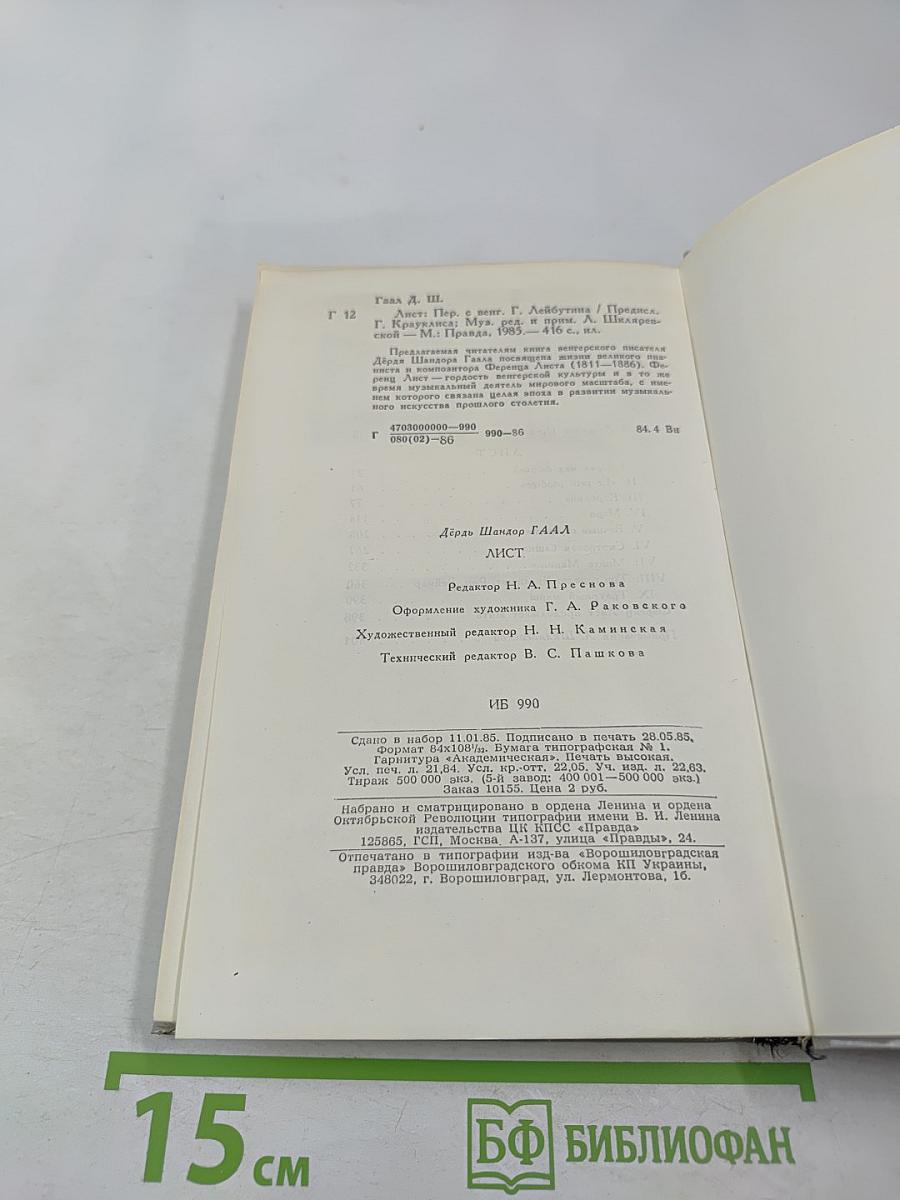 Гаал Д. Ш.
Г 12 Лист: Пер. с венг. Г. Лейбутина / Предисл.
Г. Крауклиса; Муз. ред. и прим. Л. Шкляревской — М.: Правда, 1985.— 416 с., ил.
Предлагаемая читателям книга венгерского писателя
Дёрдя Шандора Гаала посвящена жизни великого пианиста и композитора Ференца Листа (1811—1886). Ференц Лист — гордость венгерской культуры и в то же
время музыкальный деятель мирового масштаба, с именем которого связана целая эпоха в развитии музыкального искусства прошлого столетия.
Г 4703000000—990
080(02)—86
990—86 84.4 Вн
Дёрдь Шандор ГААЛ
ЛИСТ
Редактор Н. А. Преснова
Оформление художника Г. А. Раковского
Художественный редактор Н. Н. Каминская
Технический редактор В. С. Пашкова
ИБ 990
Сдано в набор 11.01.85. Подписано в печать 28.05.85.
Формат 84х108¹/₃₂. Бумага типографская № 1.
Гарнитура «Академическая». Печать высокая.
Усл. печ. л. 21,84. Усл. кр.-отт. 22,05. Уч. изд. л. 22,63.
Тираж 500 000 экз. (5-й завод: 400 001—500 000 экз.)
Заказ 10155. Цена 2 руб.
Набрано и сматрицировано в ордена Ленина и ордена
Октябрьской Революции типографии имени В. И. Ленина
издательства ЦК КПСС «Правда»
125865, ГСП, Москва, А-137, улица «Правды», 24.
Отпечатано в типографии изд-ва «Ворошиловградская
правда» Ворошиловградского обкома КП Украины,
348022, г. Ворошиловград, ул. Лермонтова, 1б.
15 см
БФ БИБЛИОФАН